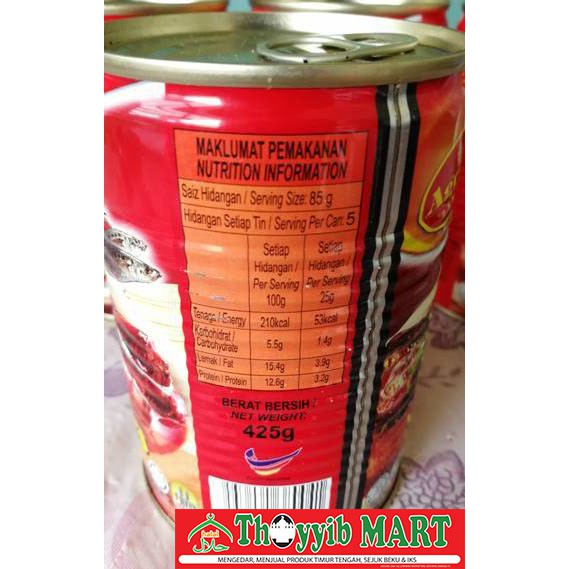 MAKLUMAT PEMAKANAN
NUTRITION INFORMATION
Saiz Hidangan / Serving Size: 85 g
Hidangan Setiap Tin / Serving Per Can: 5
Setiap Hidangan / Per Serving 100g
Setiap Hidangan / Per Serving 25g
Tenaga / Energy 210kcal 53kcal
Karbohidrat / Carbohydrate 5.5g 1.4g
Lemak / Fat 15.4g 3.9g
Protein / Protein 12.6g 3.2g
BERAT BERSIH /
NET WEIGHT:
425g
حلال
Thoyyib MART
MENGEDAR, MENJUAL PRODUK TIMUR TENGAH, SEJUK BEKU & IKS